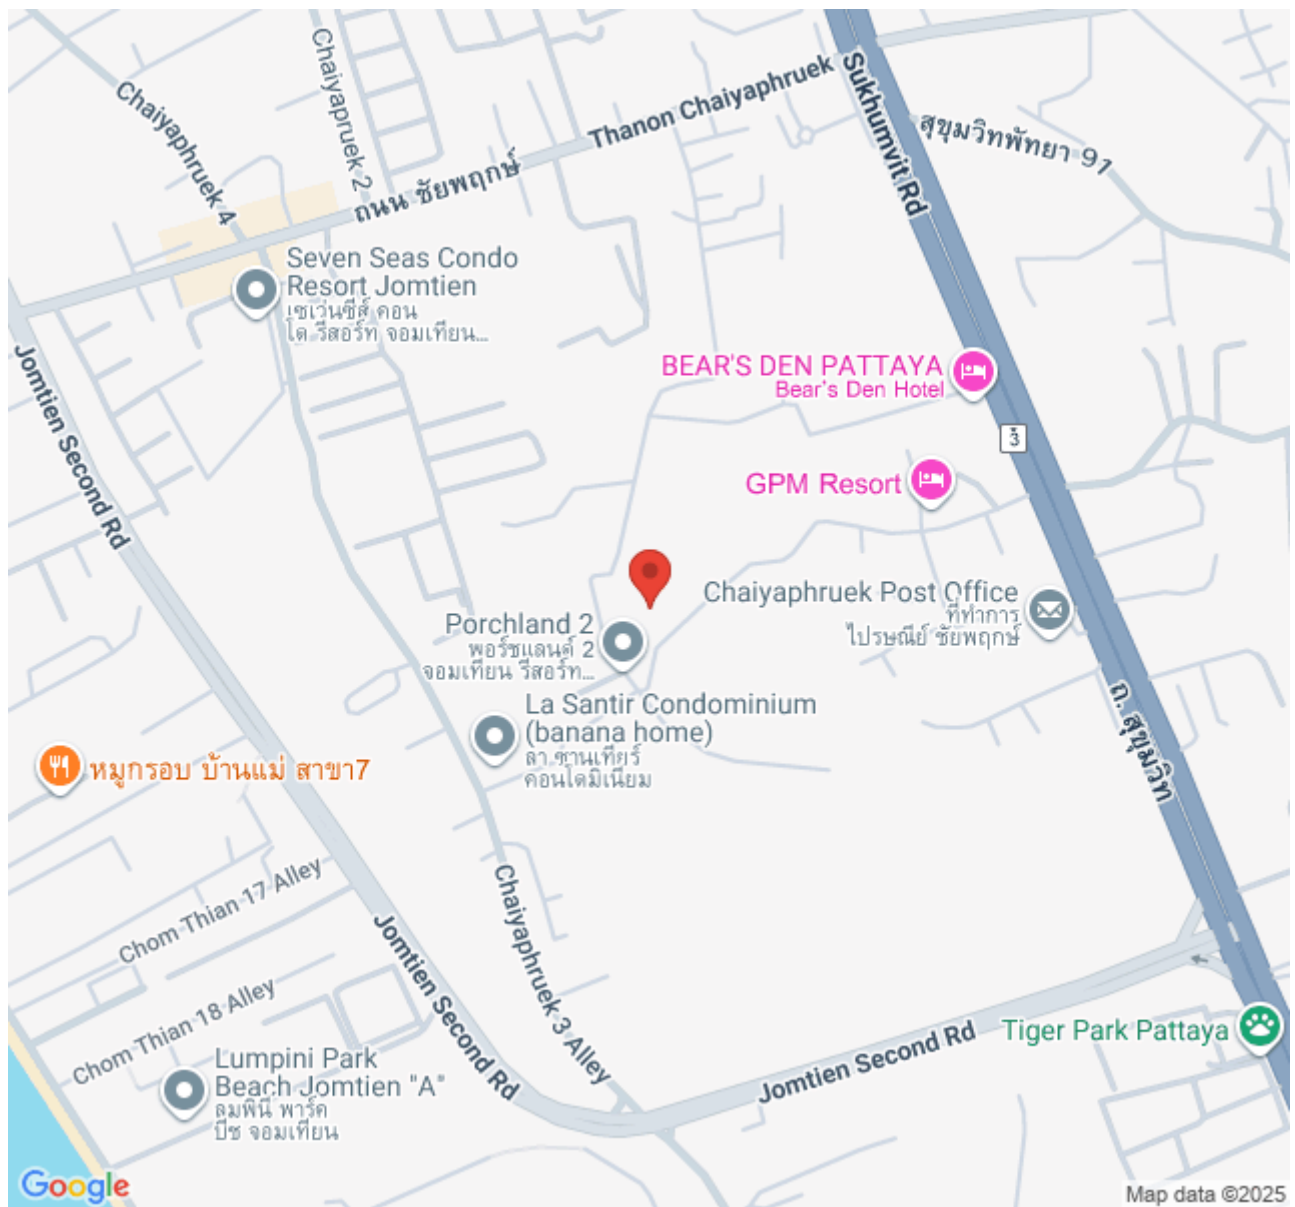 Chaiyapruek 2
Chaiyaphruek 4
Thanon Chaiyaphruek
ถนน ชัยพฤกษ์
Sukhumvit Rd
สุขุมวิทพัทยา 91
Seven Seas Condo
Resort Jomtien
เซเว่นซีส์ คอน
โด รีสอร์ท จอมเทียน...
Jomtien Second Rd
BEAR'S DEN PATTAYA
Bear's Den Hotel
3
GPM Resort
Chaiyaphruek Post Office
ที่ทำการ
ไปรษณีย์ ชัยพฤกษ์
Porchland 2
พอร์ชแลนด์ 2
จอมเทียน รีสอร์ท...
La Santir Condominium
(banana home)
ลา ซานเทียร์
คอนโดมิเนียม
ถ. สุขุมวิท
หมูกรอบ บ้านแม่ สาขา7
Chom Thian 17 Alley
Chaiyaphruek 3 Alley
Jomtien Second Rd
Chom Thian 18 Alley
Tiger Park Pattaya
Jomtien Second Rd
Lumpini Park
Beach Jomtien "A"
ลุมพินี พาร์ค
บีช จอมเทียน
Google
Map data ©2025